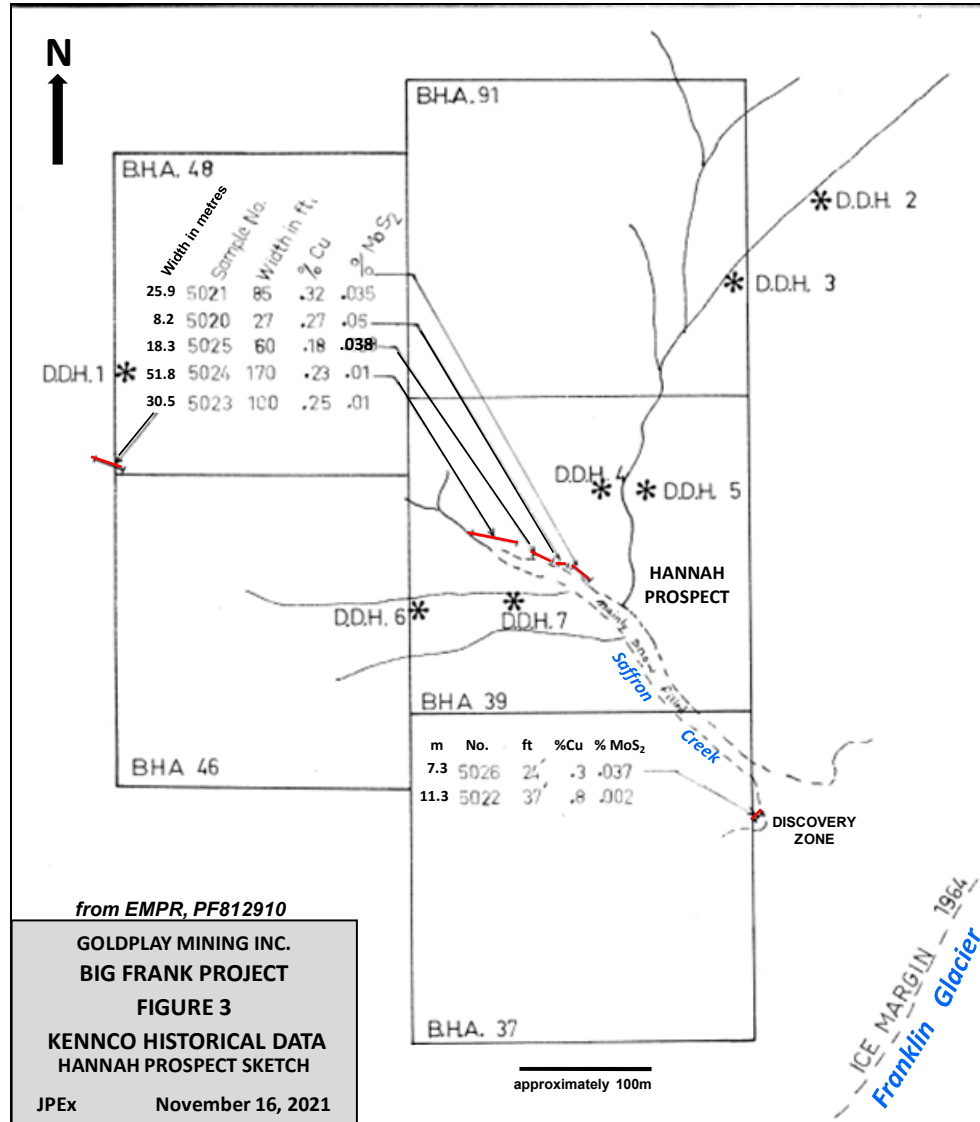 N
B.H.A. 91
B.H.A. 48
Width in metres
Sample No.
Width in ft.
% Cu
% MoS2
25.9 5021 85 .32 .035
8.2 5020 27 .27 .05
18.3 5025 60 .18 .038
51.8 5024 170 .23 .01
30.5 5023 100 .25 .01
D.D.H. 2
D.D.H. 3
D.D.H. 1
D.D.H. 4
D.D.H. 5
HANNAH
PROSPECT
D.D.H. 6
D.D.H. 7
snow
Saffron
Creek
B.H.A 39
B.H.A 46
m No. ft %Cu % MoS₂
7.3 5026 24' .3 .037
11.3 5022 37' .8 .002
DISCOVERY
ZONE
ICE MARGIN - 1964
Franklin Glacier
B.H.A. 37
approximately 100m
from EMPR, PF812910
GOLDPLAY MINING INC.
BIG FRANK PROJECT
FIGURE 3
KENNCO HISTORICAL DATA
HANNAH PROSPECT SKETCH
JPEx November 16, 2021